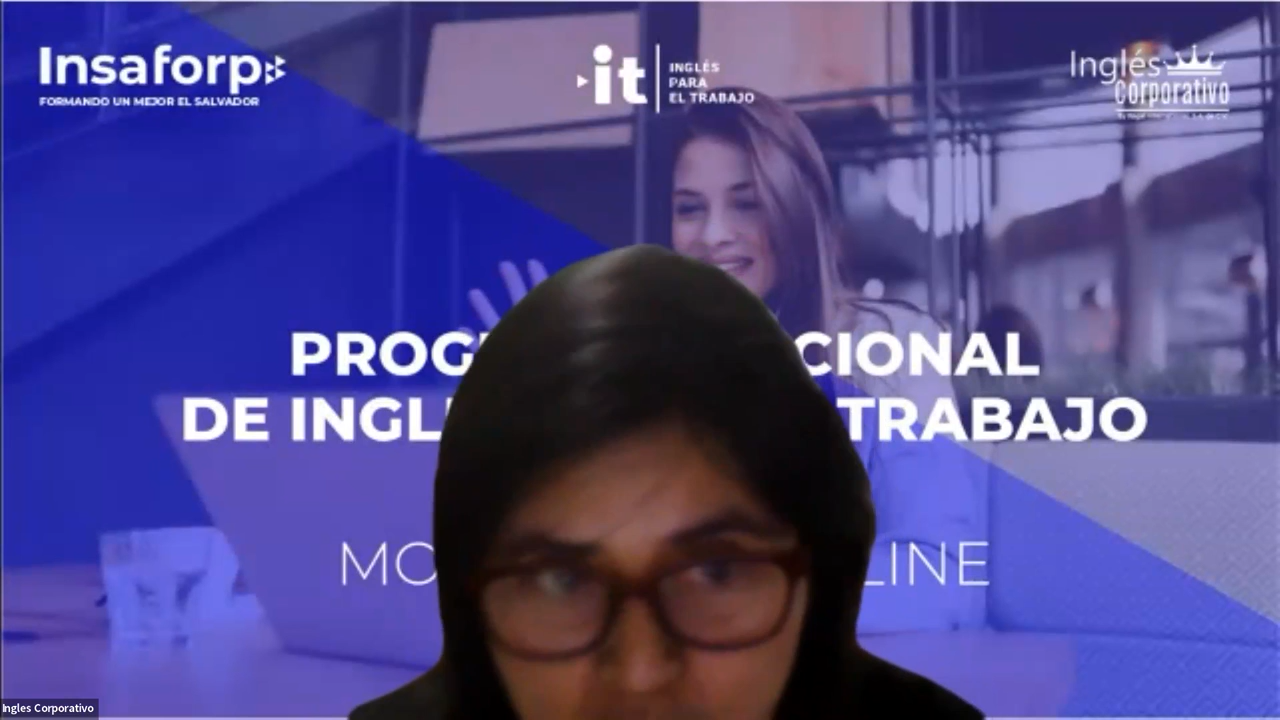 Insaforp
FORMANDO UN MEJOR EL SALVADOR
it
INGLÉS
PARA
EL TRABAJO
Inglés
corporativo
PROG CIONAL
DE INGL TRABAJO
MO LINE
Ingles Corporativo